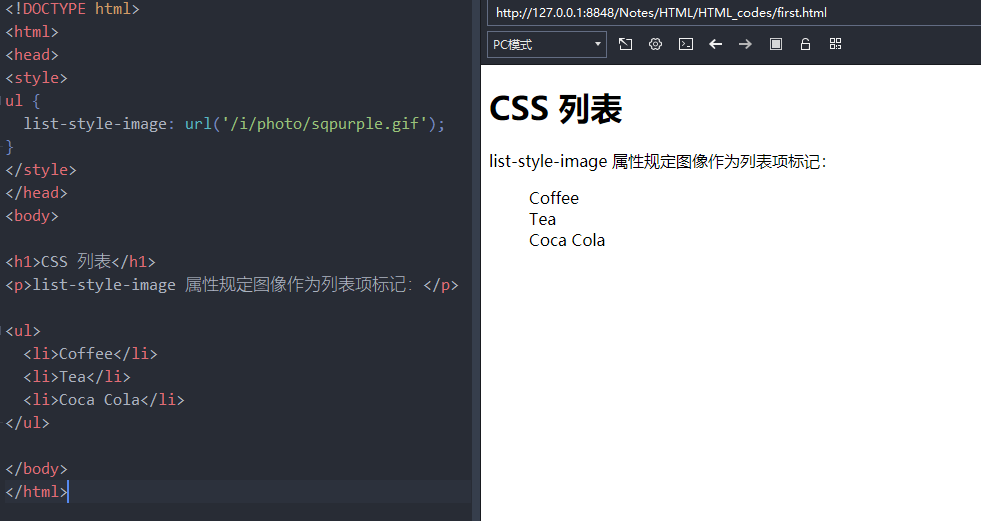 <!DOCTYPE html>
<html>
<head>
<style>
ul {
  list-style-image: url('/i/photo/sqpurple.gif');
}
</style>
</head>
<body>

<h1>CSS 列表</h1>
<p>list-style-image 属性规定图像作为列表项标记：</p>

<ul>
  <li>Coffee</li>
  <li>Tea</li>
  <li>Coca Cola</li>
</ul>

</body>
</html>
http://127.0.0.1:8848/Notes/HTML/HTML_codes/first.html
PC模式
CSS 列表
list-style-image 属性规定图像作为列表项标记：
Coffee
Tea
Coca Cola